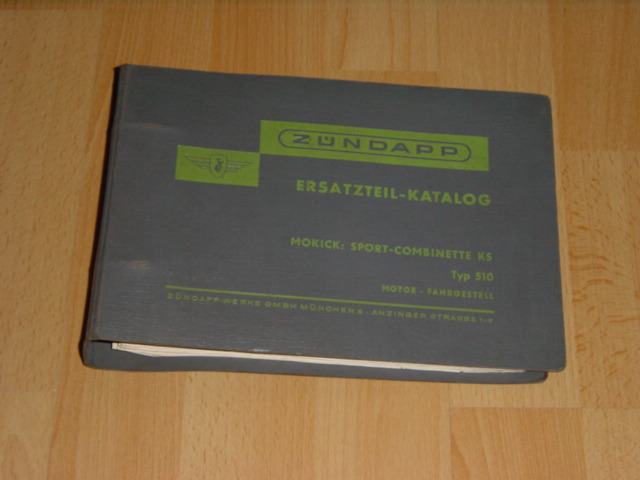 ZÜNDAPP
ERSATZTEIL-KATALOG
MOKICK: SPORT-COMBINETTE KS
Typ 510
MOTOR - FAHRGESTELL
ZÜNDAPP-WERKE GMBH MÜNCHEN 8 - ANZINGER STRASSE 1-3